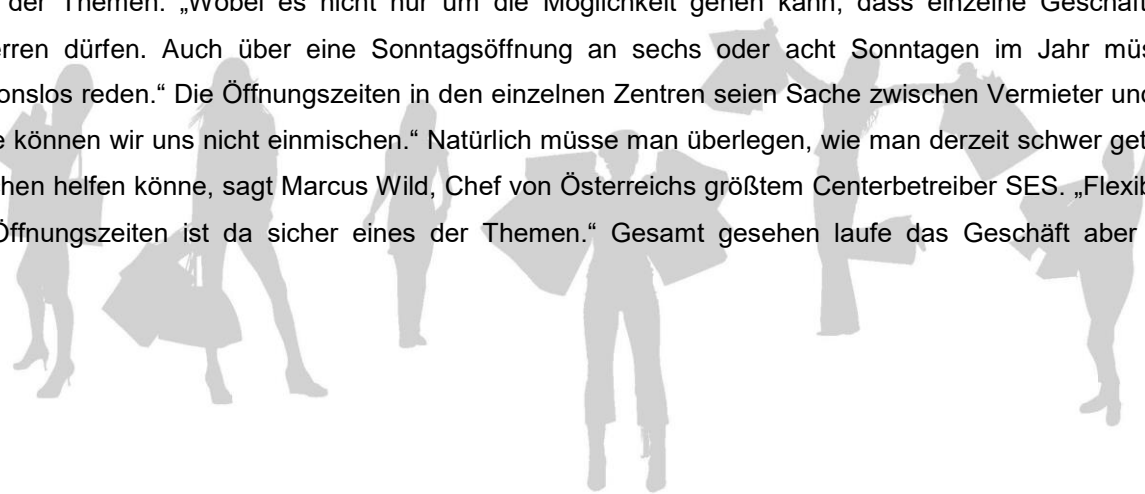 der Themen. „Wobei es nicht nur um die Möglichkeit gehen kann, dass einzelne Geschäft
erren dürfen. Auch über eine Sonntagsöffnung an sechs oder acht Sonntagen im Jahr müs
onslos reden.“ Die Öffnungszeiten in den einzelnen Zentren seien Sache zwischen Vermieter und
e können wir uns nicht einmischen.“ Natürlich müsse man überlegen, wie man derzeit schwer get
chen helfen könne, sagt Marcus Wild, Chef von Österreichs größtem Centerbetreiber SES. „Flexib
Öffnungszeiten ist da sicher eines der Themen.“ Gesamt gesehen laufe das Geschäft aber